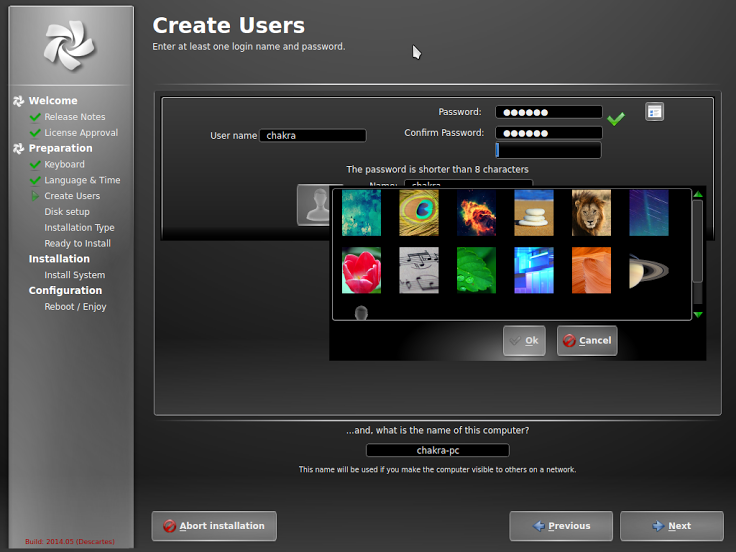 Create Users
Enter at least one login name and password.
Welcome
Release Notes
License Approval
Preparation
Keyboard
Language & Time
Create Users
Disk setup
Installation Type
Ready to Install
Installation
Install System
Configuration
Reboot / Enjoy
Build: 2014.05 (Descartes)
Password:
User name chakra
Confirm Password:
The password is shorter than 8 characters
Name: chakra
Ok
Cancel
...and, what is the name of this computer?
chakra-pc
This name will be used if you make the computer visible to others on a network.
Abort installation
Previous
Next